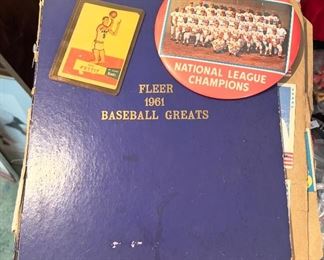 NATIONAL LEAGUE
CHAMPIONS
FLEER
1961
BASEBALL GREATS